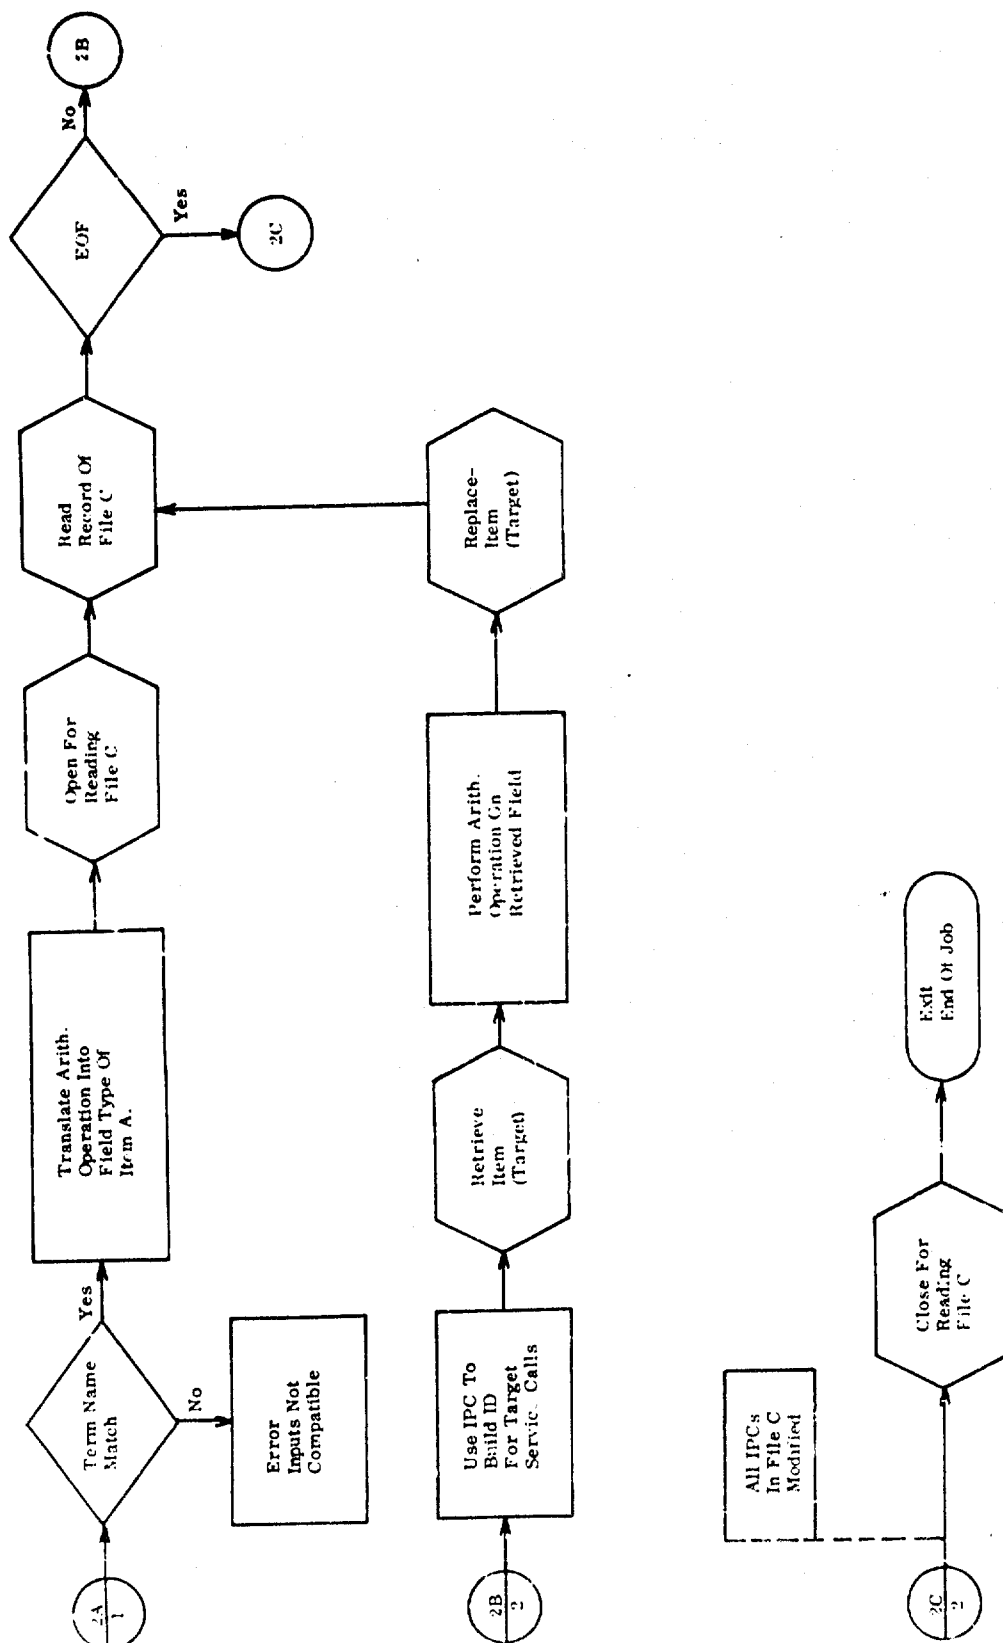 2A
1
Term Name
Match
Yes
No
Error
Inputs Not
Compatible
Translate Arith.
Operation Into
Field Type Of
Item A.
Open For
Reading
File C
Read
Record Of
File C
EOF
No
2B
Yes
2C
2B
2
Use IPC To
Build ID
For Target
Service Calls
Retrieve
Item
(Target)
Perform Arith.
Operation On
Retrieved Field
Replace-
Item
(Target)
2C
2
All IPCs
In File C
Modified
Close For
Reading
File C
Exit
End Of Job